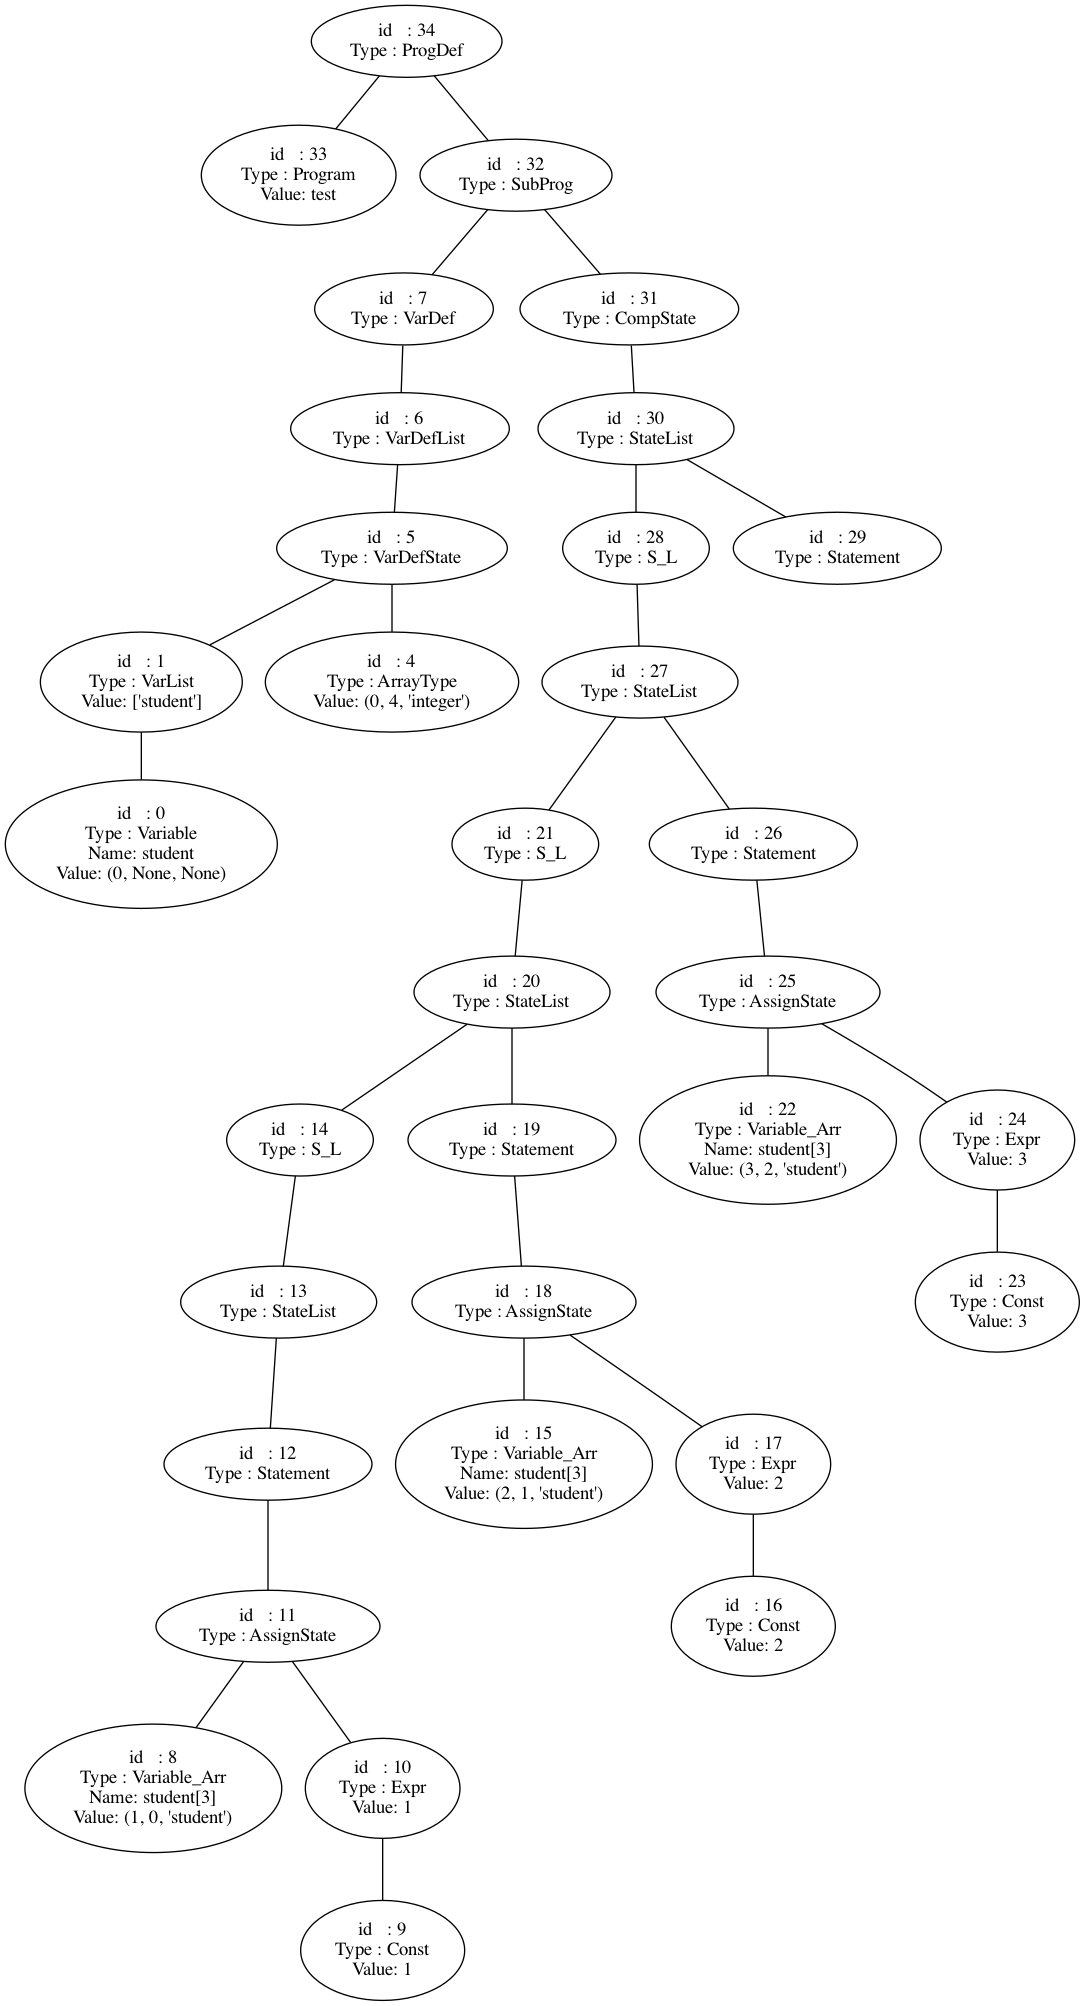 id : 34
Type : ProgDef
id : 33
Type : Program
Value: test
id : 32
Type : SubProg
id : 7
Type : VarDef
id : 31
Type : CompState
id : 6
Type : VarDefList
id : 30
Type : StateList
id : 5
Type : VarDefState
id : 28
Type : S_L
id : 29
Type : Statement
id : 1
Type : VarList
Value: ['student']
id : 4
Type : ArrayType
Value: (0, 4, 'integer')
id : 27
Type : StateList
id : 0
Type : Variable
Name: student
Value: (0, None, None)
id : 21
Type : S_L
id : 26
Type : Statement
id : 20
Type : StateList
id : 25
Type : AssignState
id : 14
Type : S_L
id : 19
Type : Statement
id : 22
Type : Variable_Arr
Name: student[3]
Value: (3, 2, 'student')
id : 24
Type : Expr
Value: 3
id : 13
Type : StateList
id : 18
Type : AssignState
id : 23
Type : Const
Value: 3
id : 12
Type : Statement
id : 15
Type : Variable_Arr
Name: student[3]
Value: (2, 1, 'student')
id : 17
Type : Expr
Value: 2
id : 11
Type : AssignState
id : 16
Type : Const
Value: 2
id : 8
Type : Variable_Arr
Name: student[3]
Value: (1, 0, 'student')
id : 10
Type : Expr
Value: 1
id : 9
Type : Const
Value: 1